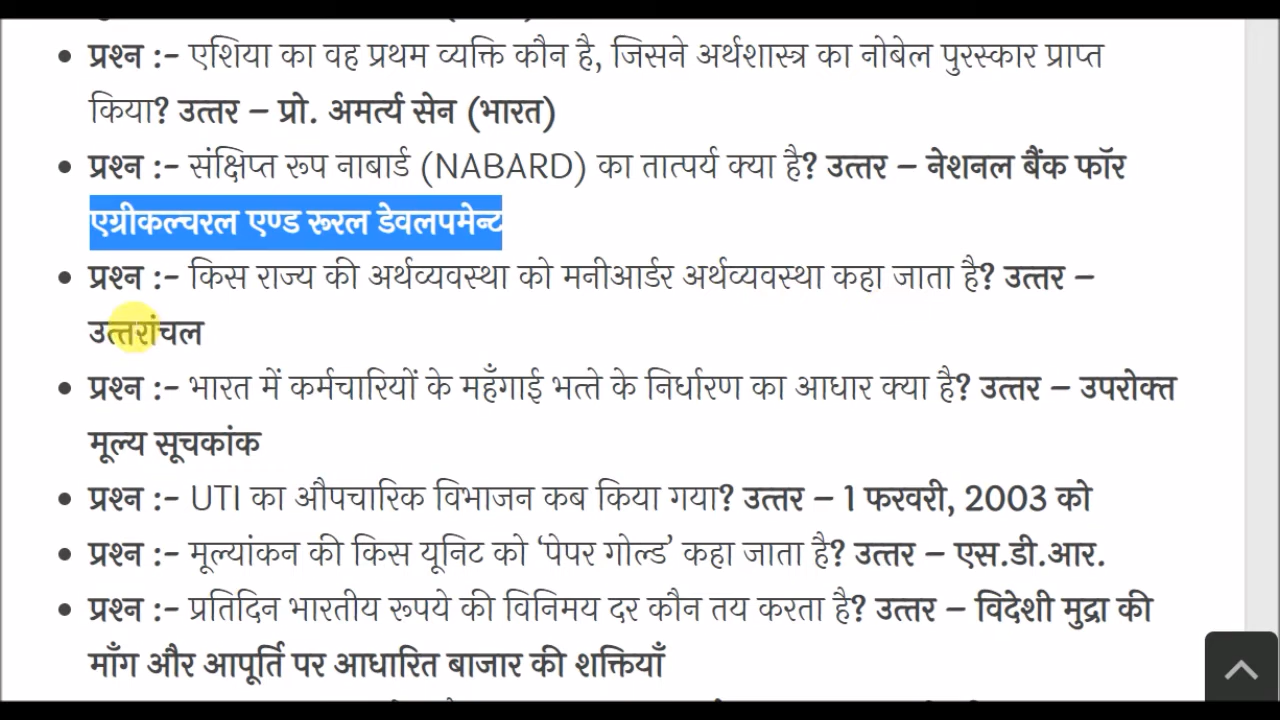 प्रश्न :- एशिया का वह प्रथम व्यक्ति कौन है, जिसने अर्थशास्त्र का नोबेल पुरस्कार प्राप्त
किया? उत्तर – प्रो. अमर्त्य सेन (भारत)
प्रश्न :- संक्षिप्त रूप नाबार्ड (NABARD) का तात्पर्य क्या है? उत्तर – नेशनल बैंक फॉर
एग्रीकल्चरल एण्ड रूरल डेवलपमेन्ट
प्रश्न :- किस राज्य की अर्थव्यवस्था को मनीआर्डर अर्थव्यवस्था कहा जाता है? उत्तर –
उत्तरांचल
प्रश्न :- भारत में कर्मचारियों के महँगाई भत्ते के निर्धारण का आधार क्या है? उत्तर – उपरोक्त
मूल्य सूचकांक
प्रश्न :- UTI का औपचारिक विभाजन कब किया गया? उत्तर – 1 फरवरी, 2003 को
प्रश्न :- मूल्यांकन की किस यूनिट को ‘पेपर गोल्ड’ कहा जाता है? उत्तर – एस.डी.आर.
प्रश्न :- प्रतिदिन भारतीय रूपये की विनिमय दर कौन तय करता है? उत्तर – विदेशी मुद्रा की
माँग और आपूर्ति पर आधारित बाजार की शक्तियाँ